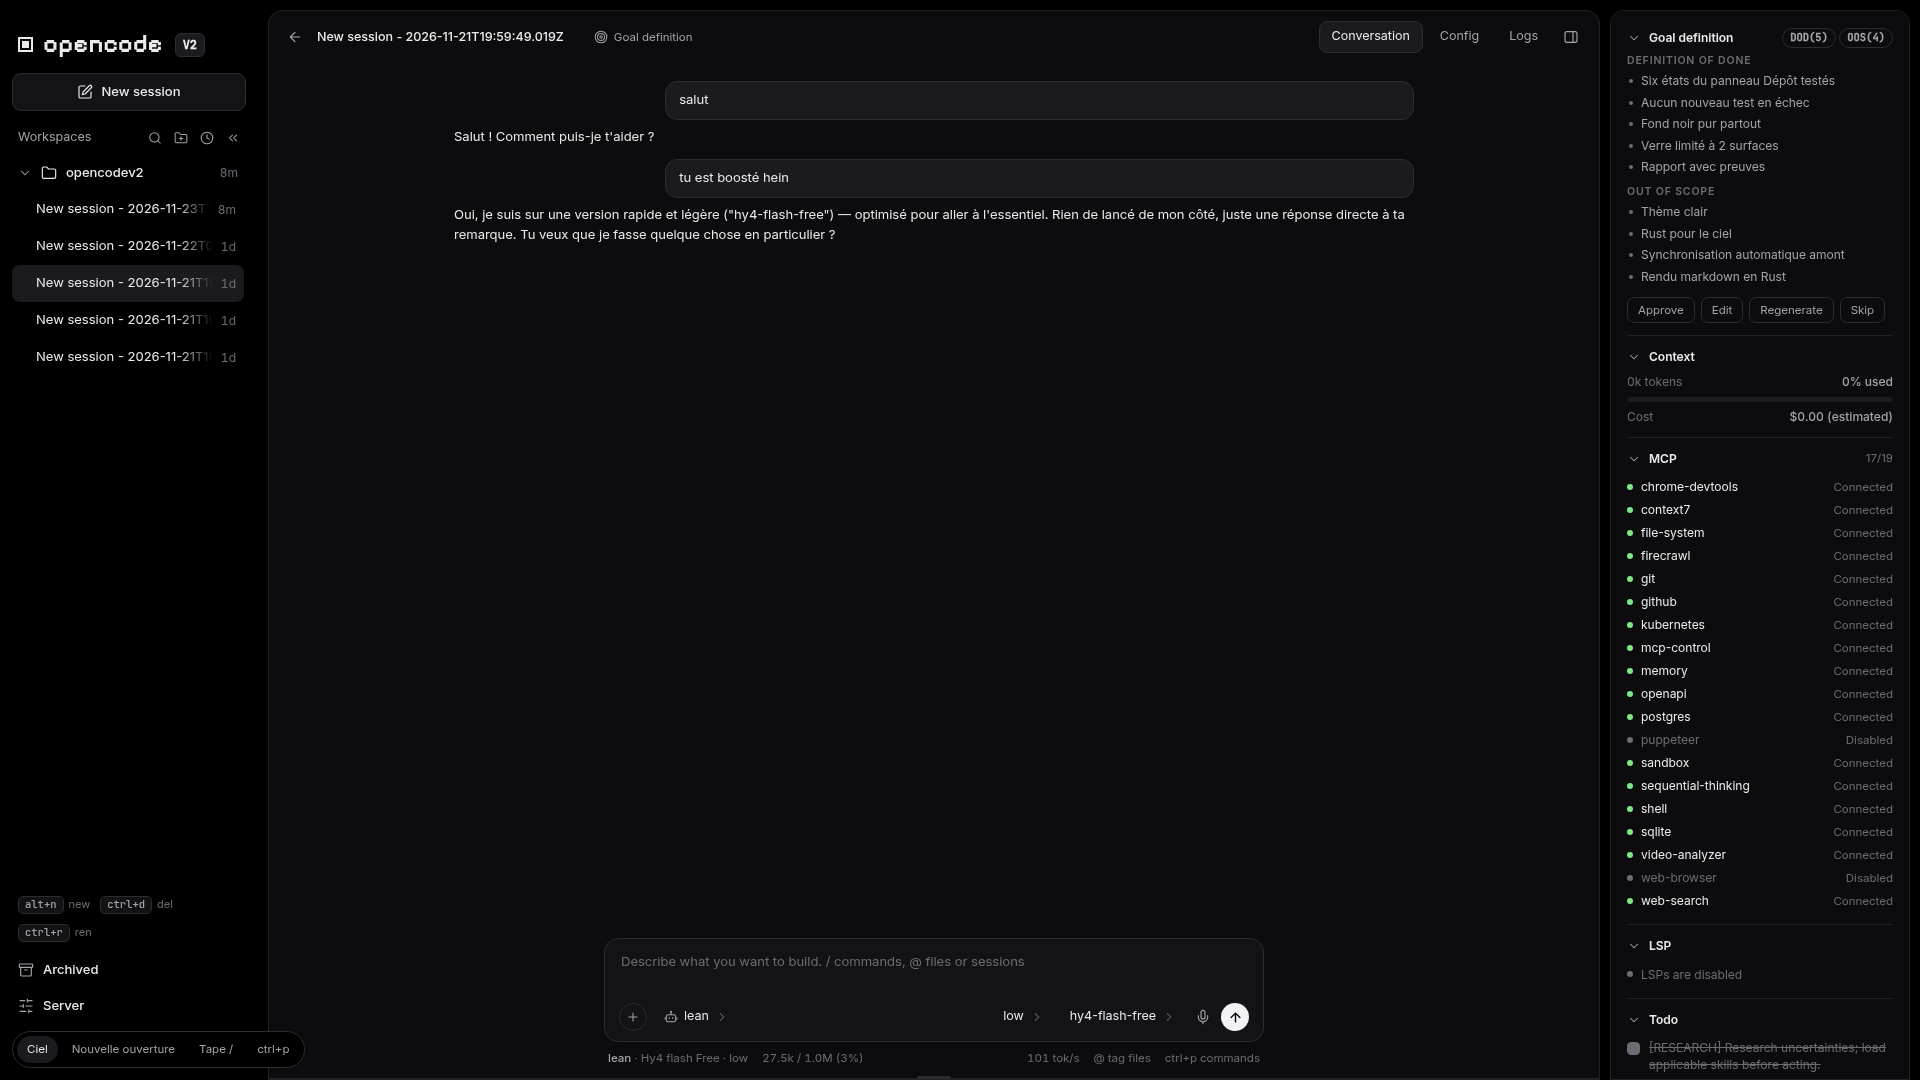 opencode V2
New session
Workspaces
opencodev2 8m
New session - 2026-11-23T 8m
New session - 2026-11-22T 1d
New session - 2026-11-21T1 1d
New session - 2026-11-21T1 1d
New session - 2026-11-21T1 1d
alt+n new ctrl+d del
ctrl+r ren
Archived
Server
Ciel Nouvelle ouverture Tape / ctrl+p
New session - 2026-11-21T19:59:49.019Z Goal definition
Conversation Config Logs
salut
Salut ! Comment puis-je t'aider ?
tu est boosté hein
Oui, je suis sur une version rapide et légère ("hy4-flash-free") — optimisé pour aller à l'essentiel. Rien de lancé de mon côté, juste une réponse directe à ta
remarque. Tu veux que je fasse quelque chose en particulier ?
Describe what you want to build. / commands, @ files or sessions
lean low hy4-flash-free
lean · Hy4 flash Free · low 27.5k / 1.0M (3%) 101 tok/s @ tag files ctrl+p commands
Goal definition DOD(5) OOS(4)
DEFINITION OF DONE
• Six états du panneau Dépôt testés
• Aucun nouveau test en échec
• Fond noir pur partout
• Verre limité à 2 surfaces
• Rapport avec preuves
OUT OF SCOPE
• Thème clair
• Rust pour le ciel
• Synchronisation automatique amont
• Rendu markdown en Rust
Approve Edit Regenerate Skip
Context
0k tokens 0% used
Cost $0.00 (estimated)
MCP 17/19
chrome-devtools Connected
context7 Connected
file-system Connected
firecrawl Connected
git Connected
github Connected
kubernetes Connected
mcp-control Connected
memory Connected
openapi Connected
postgres Connected
puppeteer Disabled
sandbox Connected
sequential-thinking Connected
shell Connected
sqlite Connected
video-analyzer Connected
web-browser Disabled
web-search Connected
LSP
LSPs are disabled
Todo
[RESEARCH] Research uncertainties; load
applicable skills before acting.